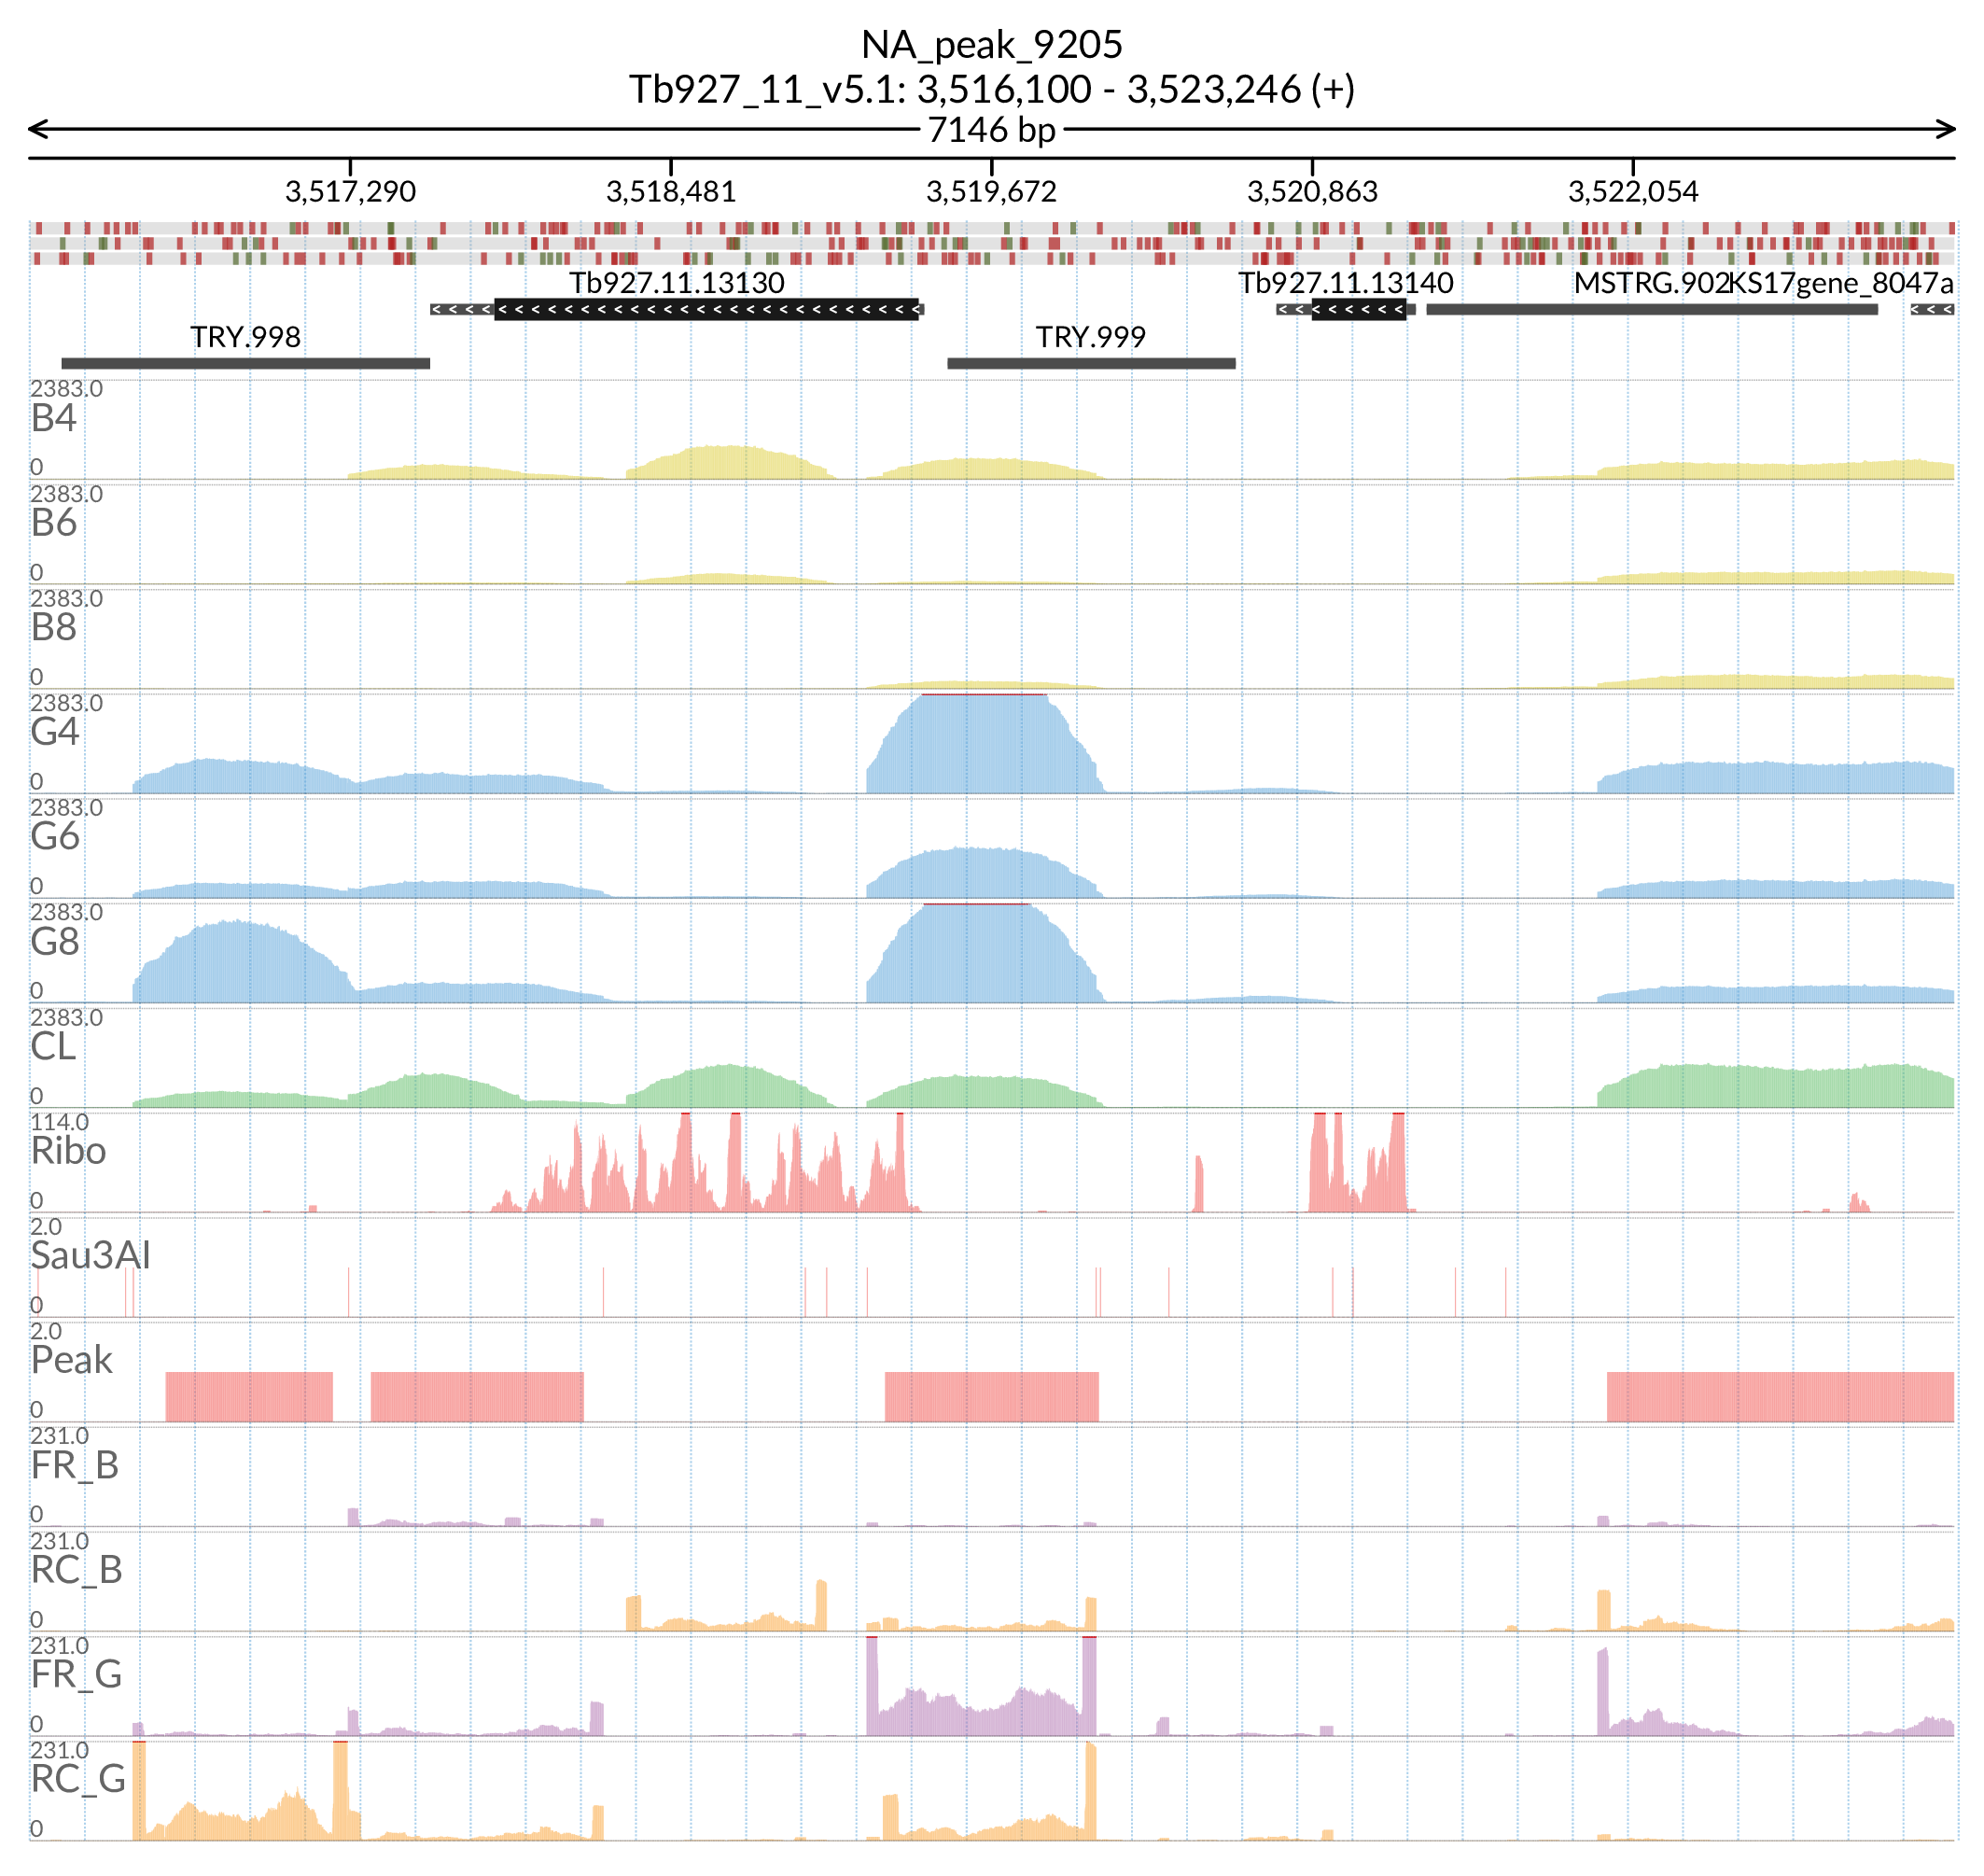 NA_peak_9205
Tb927_11_v5.1: 3,516,100 - 3,523,246 (+)
7146 bp
3,517,290 3,518,481 3,519,672 3,520,863 3,522,054
Tb927.11.13130 Tb927.11.13140 MSTRG.902 KS17gene_8047a
TRY.998 TRY.999
2383.0
B4
0
2383.0
B6
0
2383.0
B8
0
2383.0
G4
0
2383.0
G6
0
2383.0
G8
0
2383.0
CL
0
114.0
Ribo
0
2.0
Sau3AI
0
2.0
Peak
0
231.0
FR_B
0
231.0
RC_B
0
231.0
FR_G
0
231.0
RC_G
0